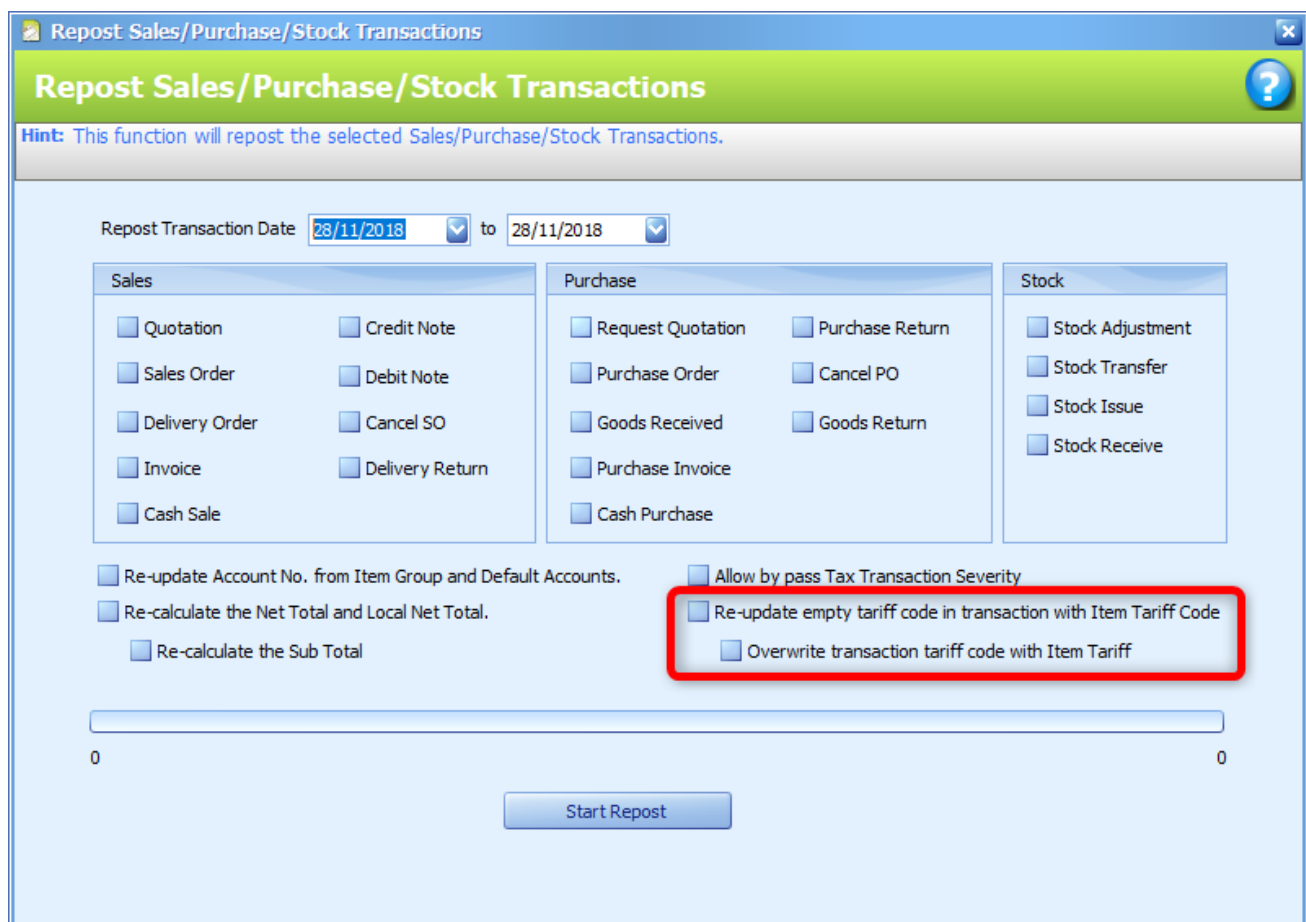 Repost Sales/Purchase/Stock Transactions
Repost Sales/Purchase/Stock Transactions
?
Hint: This function will repost the selected Sales/Purchase/Stock Transactions.
Repost Transaction Date 28/11/2018 to 28/11/2018
Sales
Quotation
Credit Note
Sales Order
Debit Note
Delivery Order
Cancel SO
Invoice
Delivery Return
Cash Sale
Purchase
Request Quotation
Purchase Return
Purchase Order
Cancel PO
Goods Received
Goods Return
Purchase Invoice
Cash Purchase
Stock
Stock Adjustment
Stock Transfer
Stock Issue
Stock Receive
Re-update Account No. from Item Group and Default Accounts.
Re-calculate the Net Total and Local Net Total.
Re-calculate the Sub Total
Allow by pass Tax Transaction Severity
Re-update empty tariff code in transaction with Item Tariff Code
Overwrite transaction tariff code with Item Tariff
0
0
Start Repost